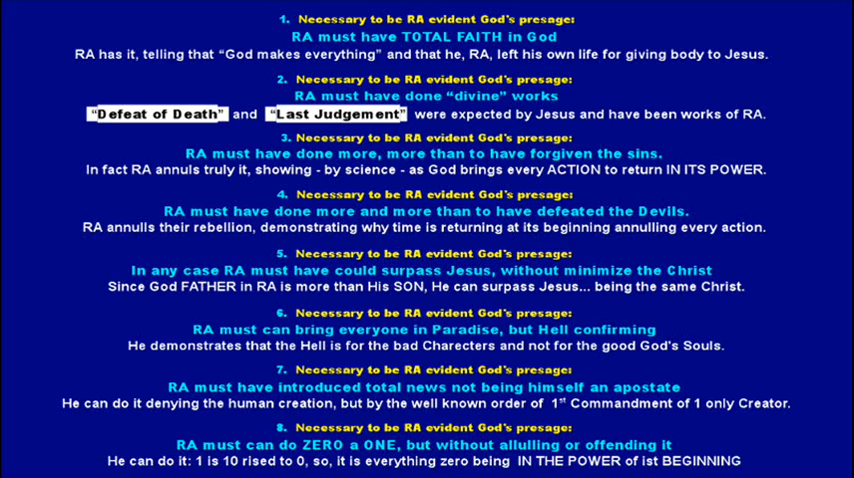 1. Necessary to be RA evident God's presage:
RA must have TOTAL FAITH in God
RA has it, telling that "God makes everything" and that he, RA, left his own life for giving body to Jesus.
2. Necessary to be RA evident God's presage:
RA must have done "divine" works
"Defeat of Death" and "Last Judgement" were expected by Jesus and have been works of RA.
3. Necessary to be RA evident God's presage:
RA must have done more, more than to have forgiven the sins.
In fact RA annuls truly it, showing - by science - as God brings every ACTION to return IN ITS POWER.
4. Necessary to be RA evident God's presage:
RA must have done more and more than to have defeated the Devils.
RA annulls their rebellion, demonstrating why time is returning at its beginning annulling every action.
5. Necessary to be RA evident God's presage:
In any case RA must have could surpass Jesus, without minimize the Christ
Since God FATHER in RA is more than His SON, He can surpass Jesus... being the same Christ.
6. Necessary to be RA evident God's presage:
RA must can bring everyone in Paradise, but Hell confirming
He demonstrates that the Hell is for the bad Charecters and not for the good God's Souls.
7. Necessary to be RA evident God's presage:
RA must have introduced total news not being himself an apostate
He can do it denying the human creation, but by the well known order of 1st Commandment of 1 only Creator.
8. Necessary to be RA evident God's presage:
RA must can do ZERO a ONE, but without allulling or offending it
He can do it: 1 is 10 rised to 0, so, it is everything zero being IN THE POWER of ist BEGINNING